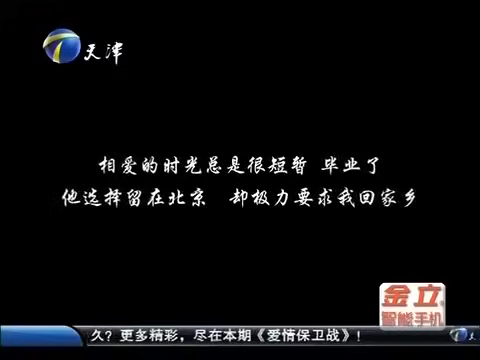 天津
相爱的时光总是很短暂 毕业了
他选择留在北京 却极力要求我回家乡
金立
智能手机
久？更多精彩，尽在本期《爱情保卫战》！